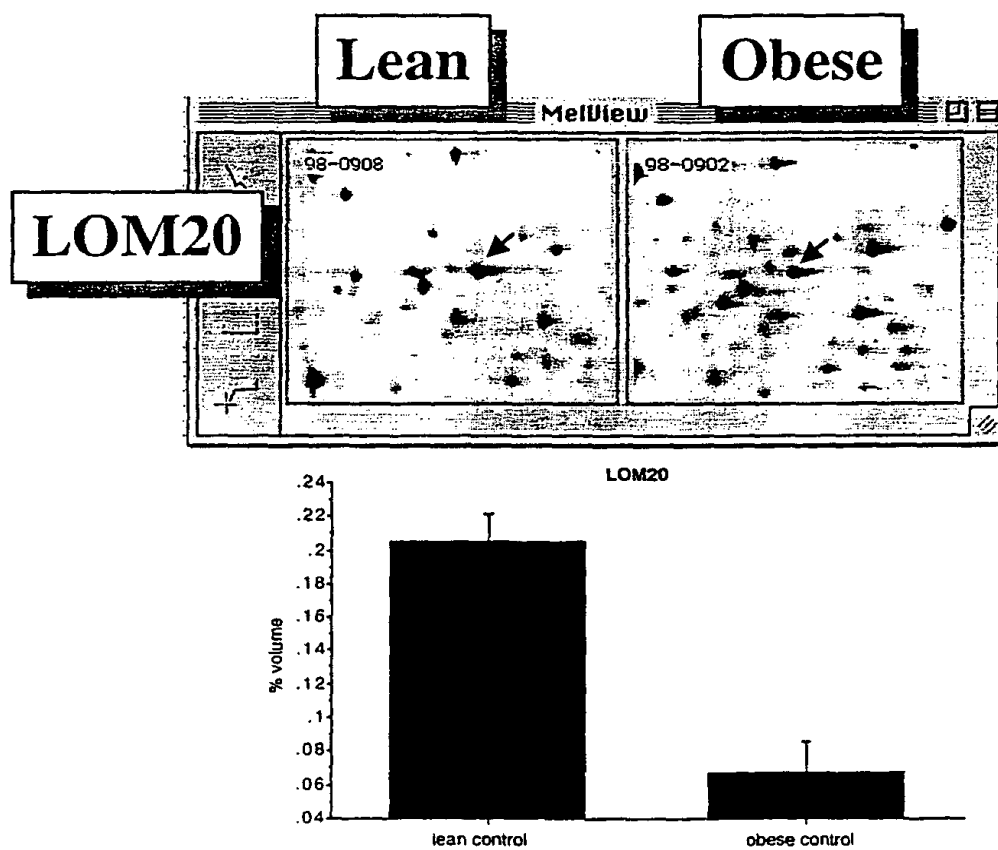 Lean
Obese
MelView
98-0908
98-0902
LOM20
LOM20
.24
.22
.2
.18
.16
.14
.12
.1
.08
.06
.04
% volume
lean control
obese control